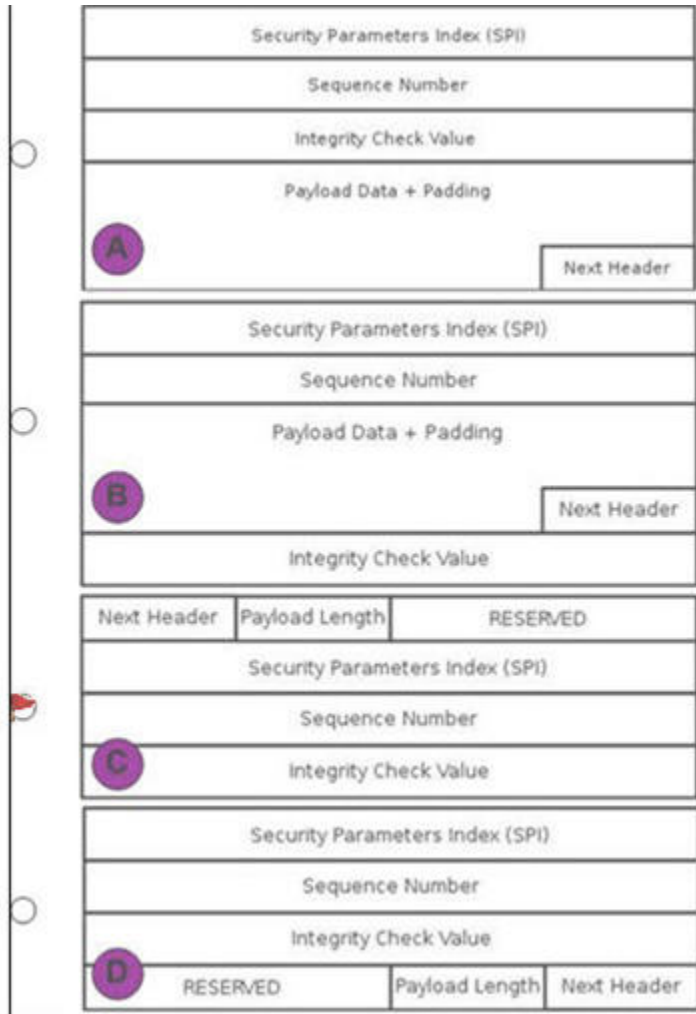 Security Parameters Index (SPI)
Sequence Number
Integrity Check Value
Payload Data + Padding
A
Next Header
Security Parameters Index (SPI)
Sequence Number
Payload Data + Padding
B
Next Header
Integrity Check Value
Next Header Payload Length RESERVED
Security Parameters Index (SPI)
Sequence Number
C Integrity Check Value
Security Parameters Index (SPI)
Sequence Number
Integrity Check Value
D RESERVED Payload Length Next Header